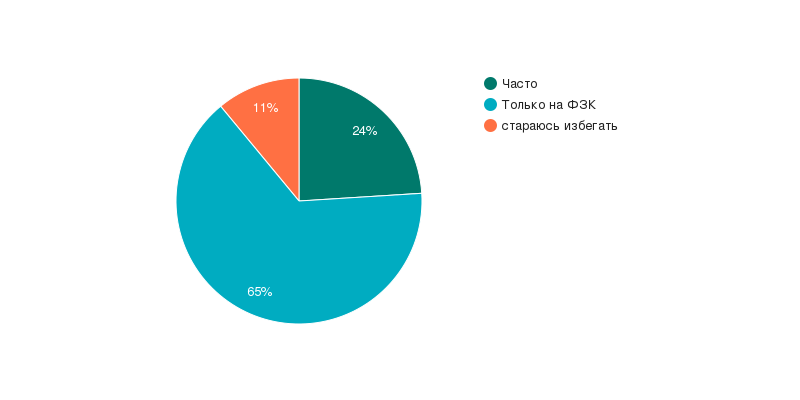 Часто
Только на ФЗК
стараюсь избегать
11%
24%
65%